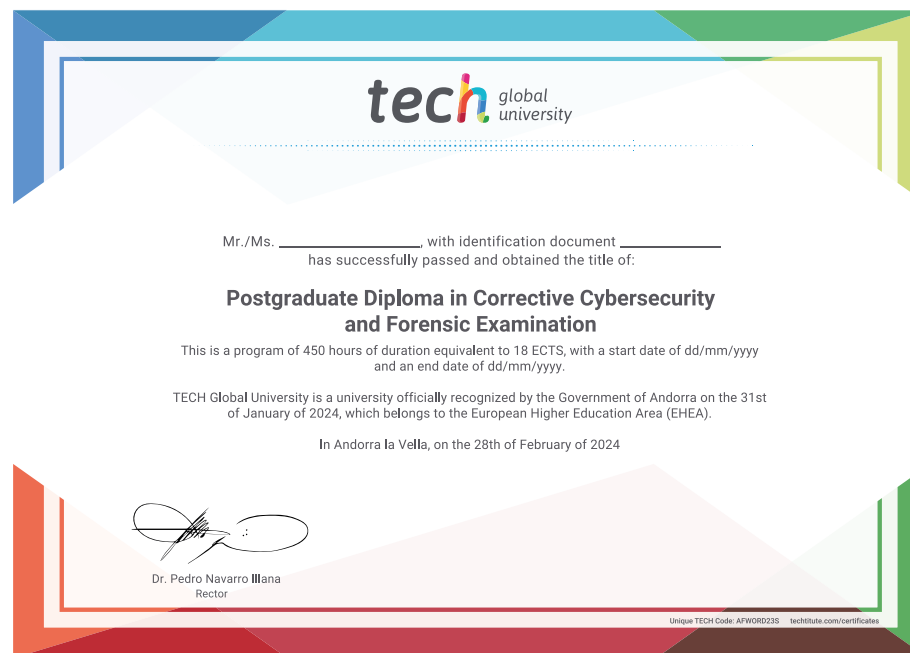 tech global
university
Mr./Ms. ____________, with identification document ____________
has successfully passed and obtained the title of:
Postgraduate Diploma in Corrective Cybersecurity
and Forensic Examination
This is a program of 450 hours of duration equivalent to 18 ECTS, with a start date of dd/mm/yyyy
and an end date of dd/mm/yyyy.
TECH Global University is a university officially recognized by the Government of Andorra on the 31st
of January of 2024, which belongs to the European Higher Education Area (EHEA).
In Andorra la Vella, on the 28th of February of 2024
Dr. Pedro Navarro Illana
Rector
Unique TECH Code: AFWORD23S techtitute.com/certificates